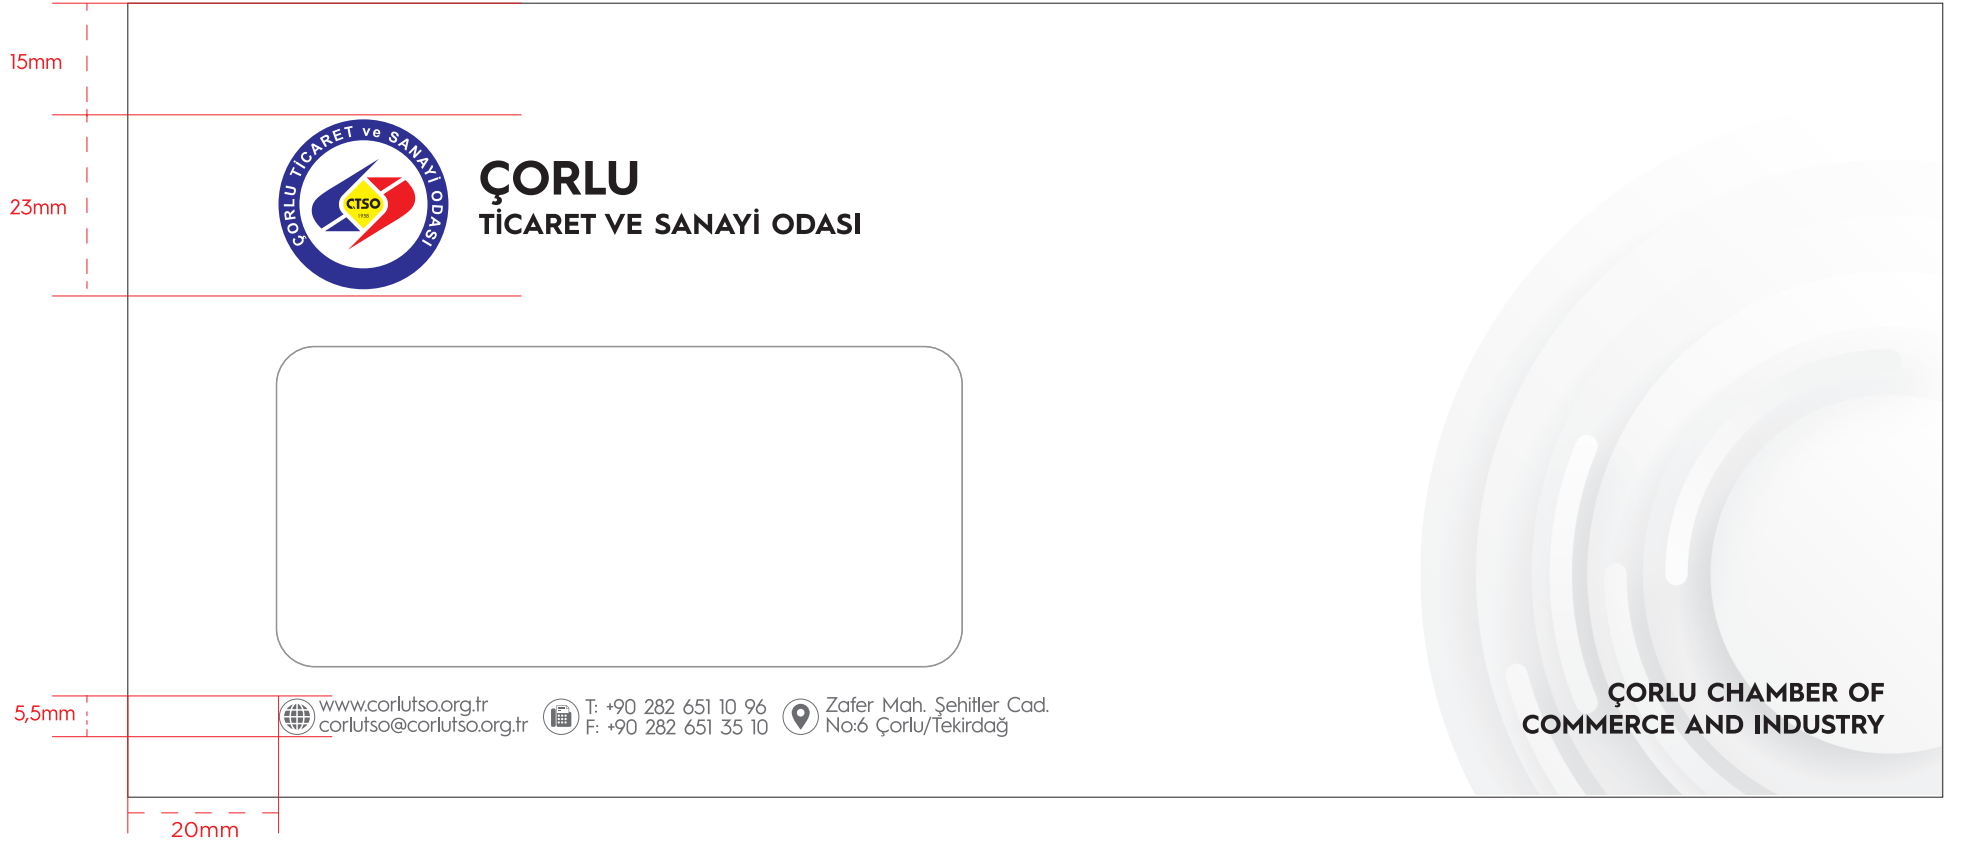 15mm
23mm
ÇORLU TİCARET ve SANAYİ ODASI
CTSO
1958
ÇORLU
TİCARET VE SANAYİ ODASI
5,5mm
www.corlutso.org.tr
corlutso@corlutso.org.tr
T: +90 282 651 10 96
F: +90 282 651 35 10
Zafer Mah. Şehitler Cad.
No:6 Çorlu/Tekirdağ
ÇORLU CHAMBER OF
COMMERCE AND INDUSTRY
20mm